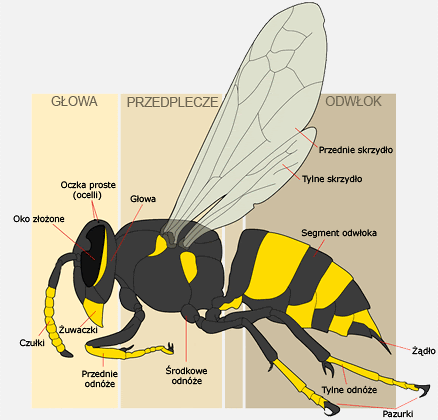 GŁOWA
PRZEDPLECZE
ODWŁOK
Przednie skrzydło
Tylne skrzydło
Oczka proste
(ocelli)
Głowa
Oko złożone
Segment odwłoka
Czułki
Żuwaczki
Przednie
odnóże
Środkowe
odnóże
Żądło
Tylne odnóże
Pazurki